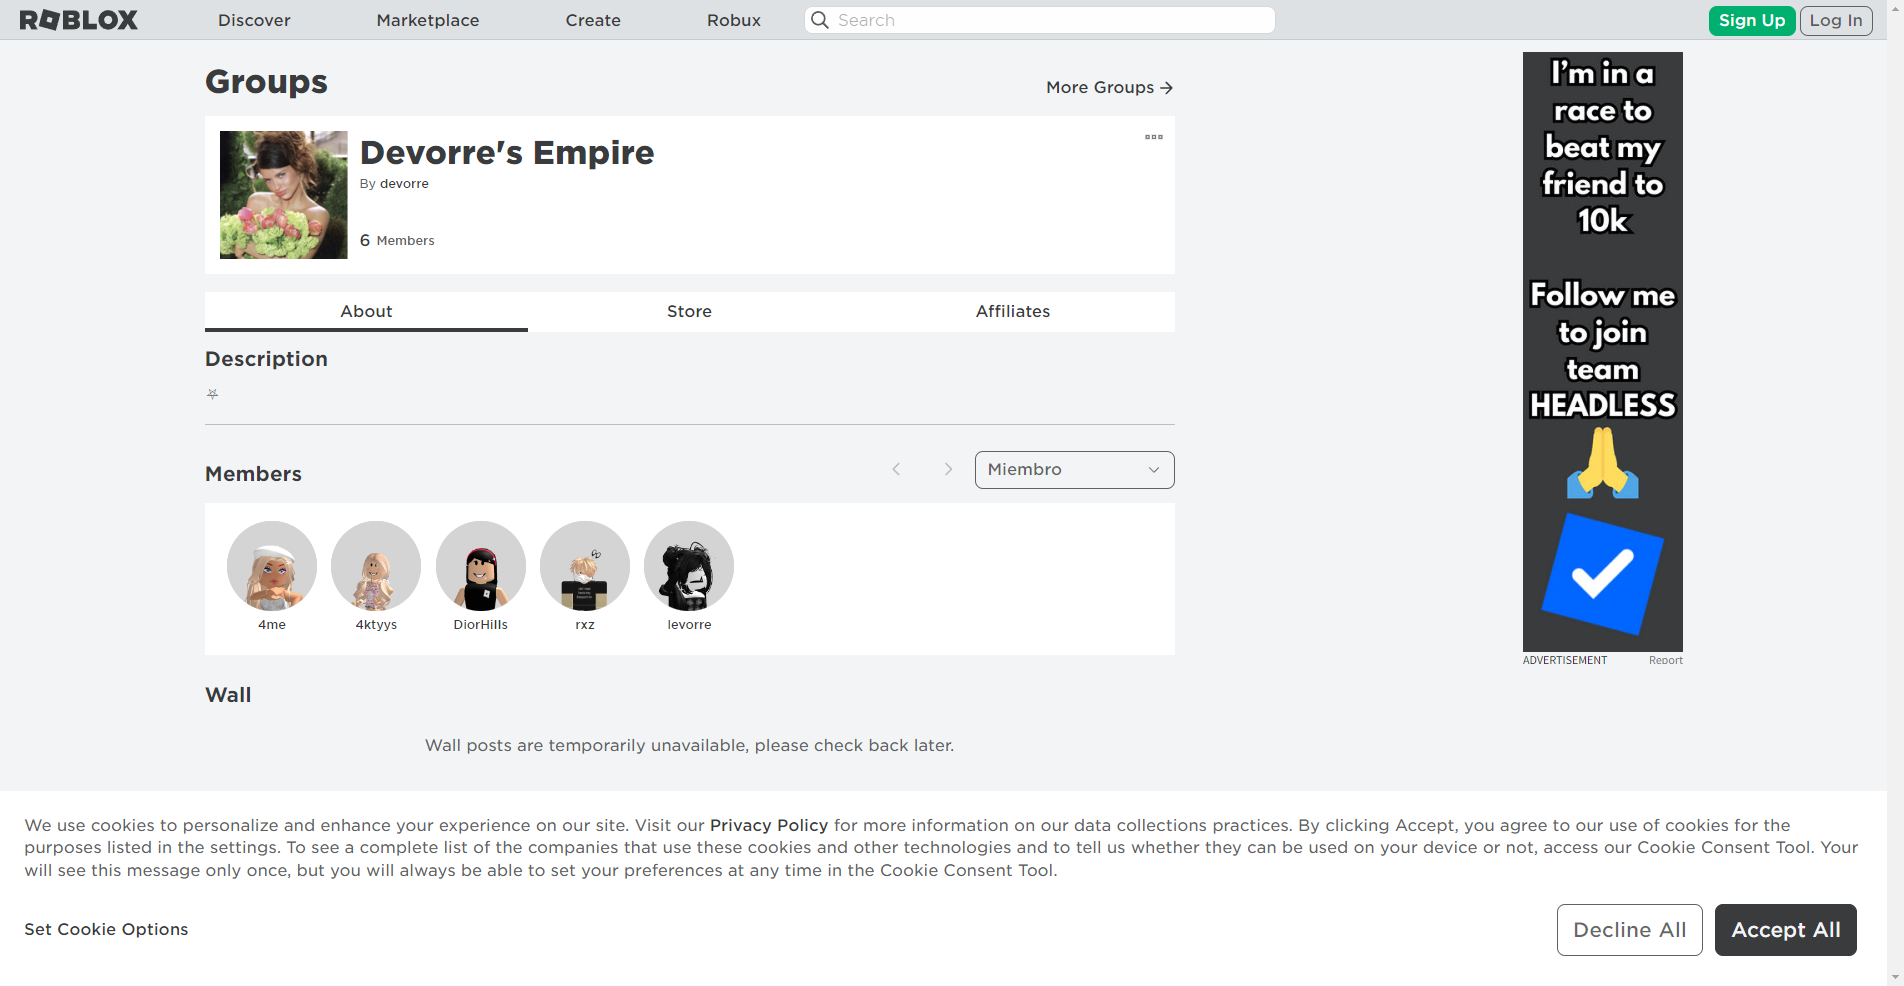 ROBLOX
Discover
Marketplace
Create
Robux
Search
Sign Up
Log In
Groups
More Groups
Devorre's Empire
By devorre
6 Members
About
Store
Affiliates
Description
Members
Miembro
4me
4ktyys
DiorHills
rxz
levorre
Wall
Wall posts are temporarily unavailable, please check back later.
I'm in a
race to
beat my
friend to
10k
Follow me
to join
team
HEADLESS
ADVERTISEMENT
Report
We use cookies to personalize and enhance your experience on our site. Visit our Privacy Policy for more information on our data collections practices. By clicking Accept, you agree to our use of cookies for the
purposes listed in the settings. To see a complete list of the companies that use these cookies and other technologies and to tell us whether they can be used on your device or not, access our Cookie Consent Tool. Your
will see this message only once, but you will always be able to set your preferences at any time in the Cookie Consent Tool.
Set Cookie Options
Decline All
Accept All